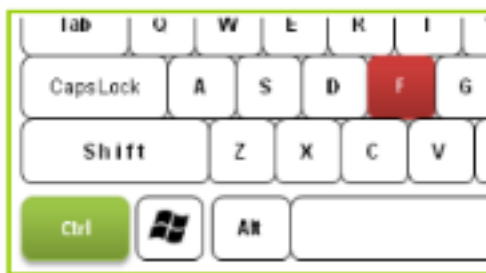 Tab Q W E R T
CapsLock A S D F G
Shift Z X C V
Ctrl Alt